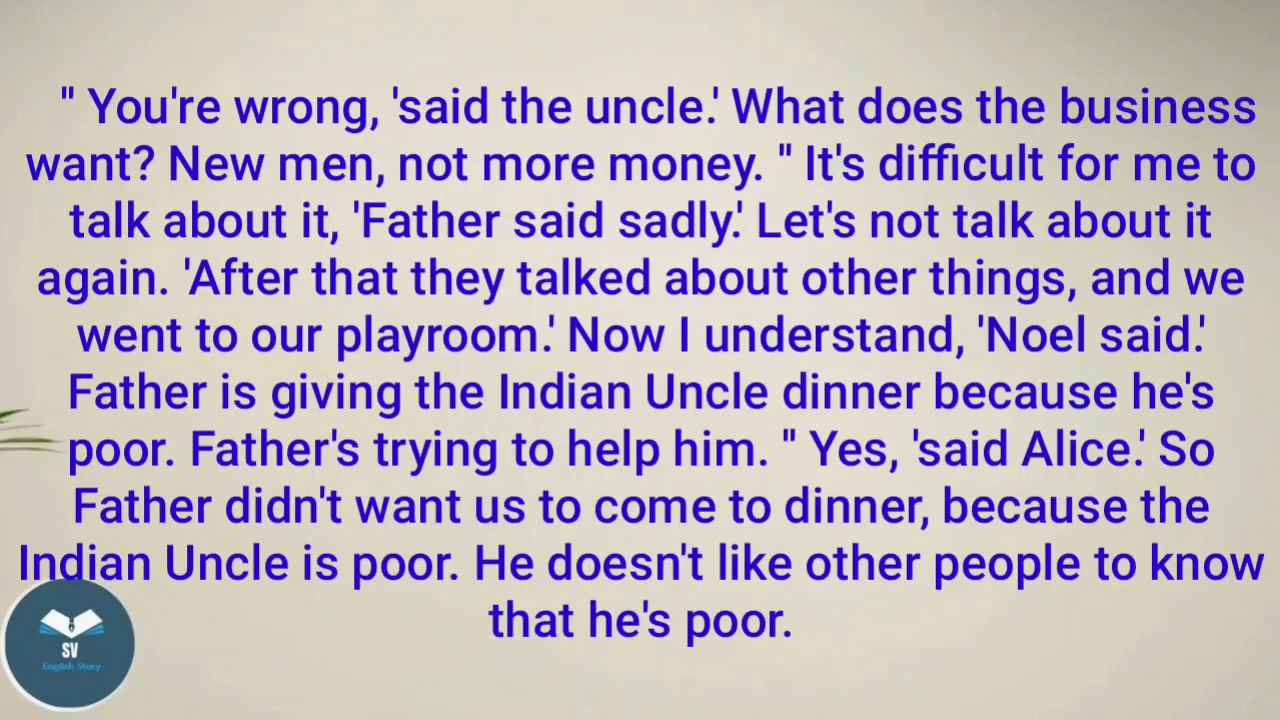 " You're wrong, 'said the uncle.' What does the business
want? New men, not more money. " It's difficult for me to
talk about it, 'Father said sadly.' Let's not talk about it
again. 'After that they talked about other things, and we
went to our playroom.' Now I understand, 'Noel said.'
Father is giving the Indian Uncle dinner because he's
poor. Father's trying to help him. " Yes, 'said Alice.' So
Father didn't want us to come to dinner, because the
Indian Uncle is poor. He doesn't like other people to know
that he's poor.
SV
English Story